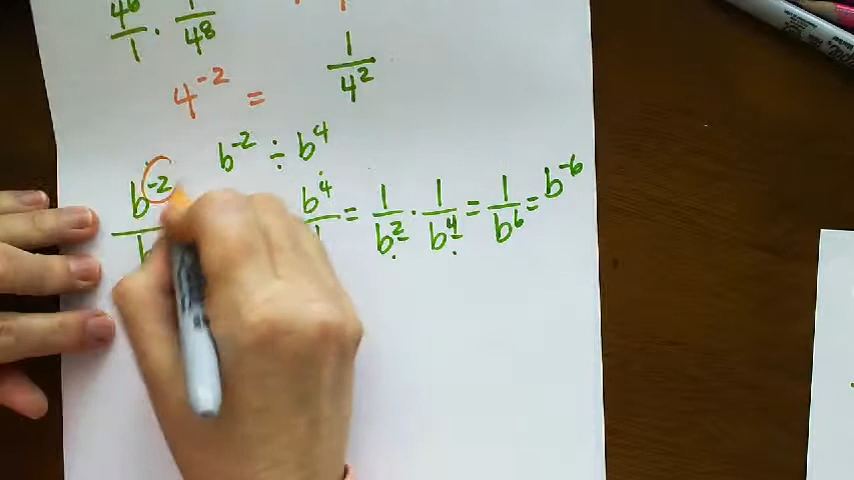 4⁶/1 · 1/4⁸
4⁻² = 1/4²
b⁻² ÷ b⁴
b⁻²/b b⁴ = 1/b² · 1/b⁴ = 1/b⁶ = b⁻⁶